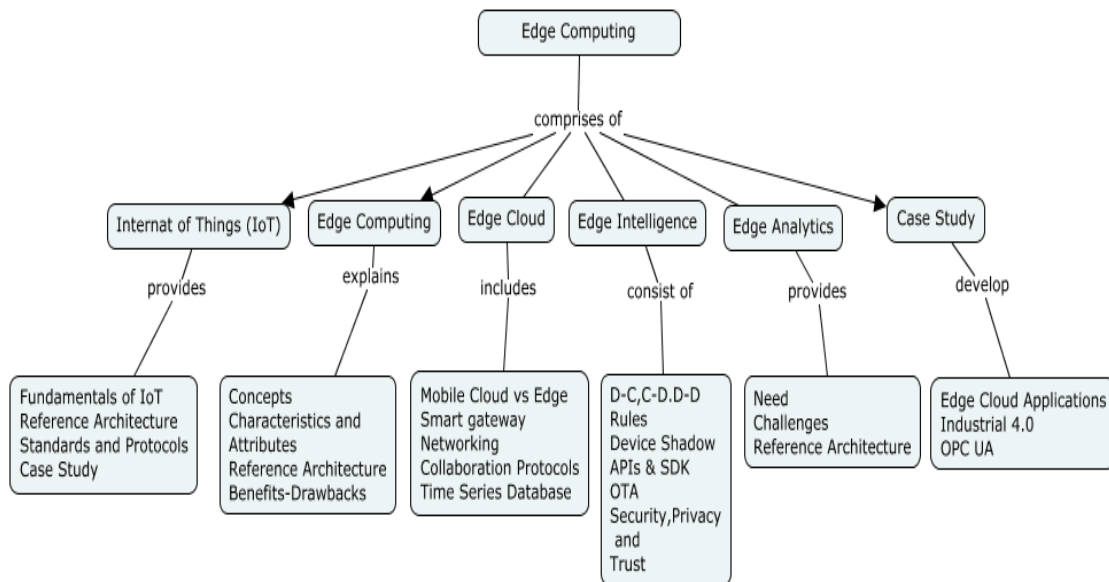 Edge Computing
comprises of
Internat of Things (IoT)
Edge Computing
Edge Cloud
Edge Intelligence
Edge Analytics
Case Study
provides
explains
includes
consist of
provides
develop
Fundamentals of IoT
Reference Architecture
Standards and Protocols
Case Study
Concepts
Characteristics and
Attributes
Reference Architecture
Benefits-Drawbacks
Mobile Cloud vs Edge
Smart gateway
Networking
Collaboration Protocols
Time Series Database
D-C,C-D.D-D
Rules
Device Shadow
APIs & SDK
OTA
Security,Privacy
and
Trust
Need
Challenges
Reference Architecture
Edge Cloud Applications
Industrial 4.0
OPC UA